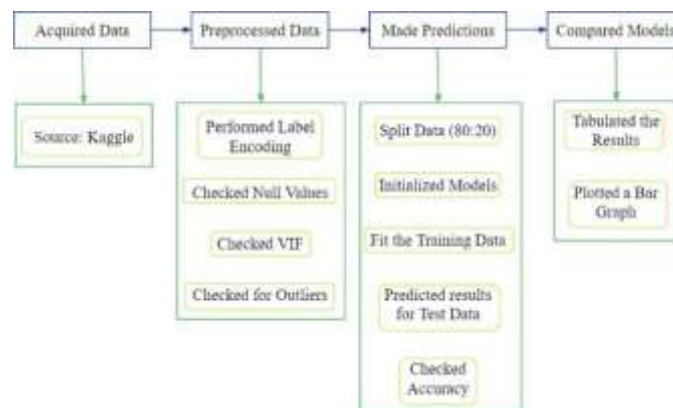 Acquired Data
Preprocessed Data
Made Predictions
Compared Models
Source: Kaggle
Performed Label
Encoding
Checked Null Values
Checked VIF
Checked for Outliers
Split Data (80:20)
Initialized Models
Fit the Training Data
Predicted results
for Test Data
Checked
Accuracy
Tabulated the
Results
Plotted a Bar
Graph